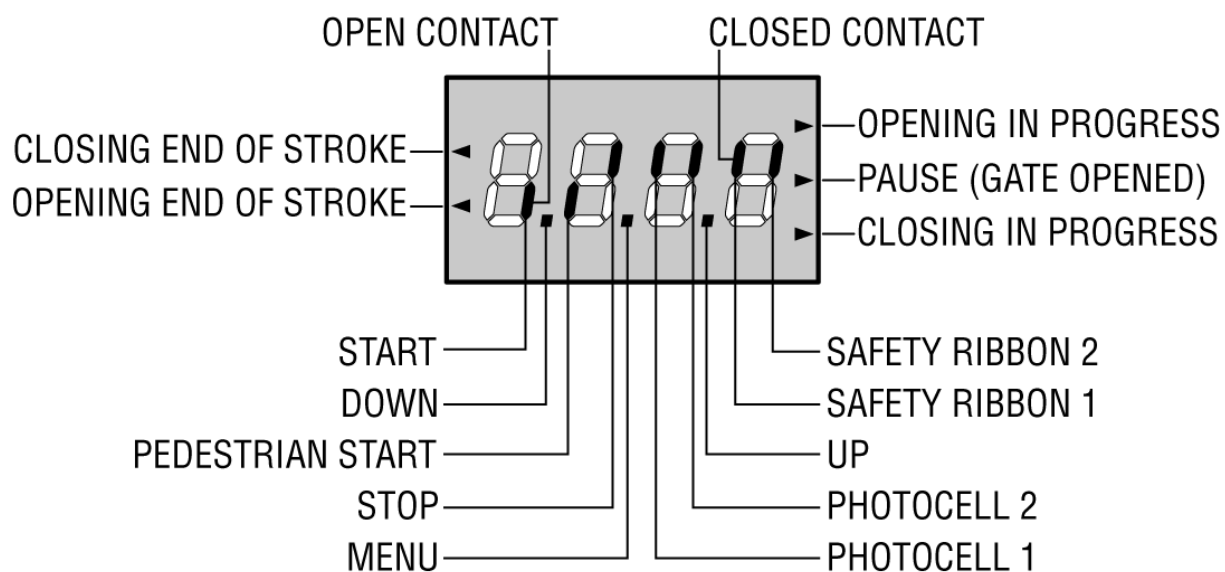 OPEN CONTACT
CLOSED CONTACT
CLOSING END OF STROKE
OPENING END OF STROKE
OPENING IN PROGRESS
PAUSE (GATE OPENED)
CLOSING IN PROGRESS
START
DOWN
PEDESTRIAN START
STOP
MENU
SAFETY RIBBON 2
SAFETY RIBBON 1
UP
PHOTOCELL 2
PHOTOCELL 1